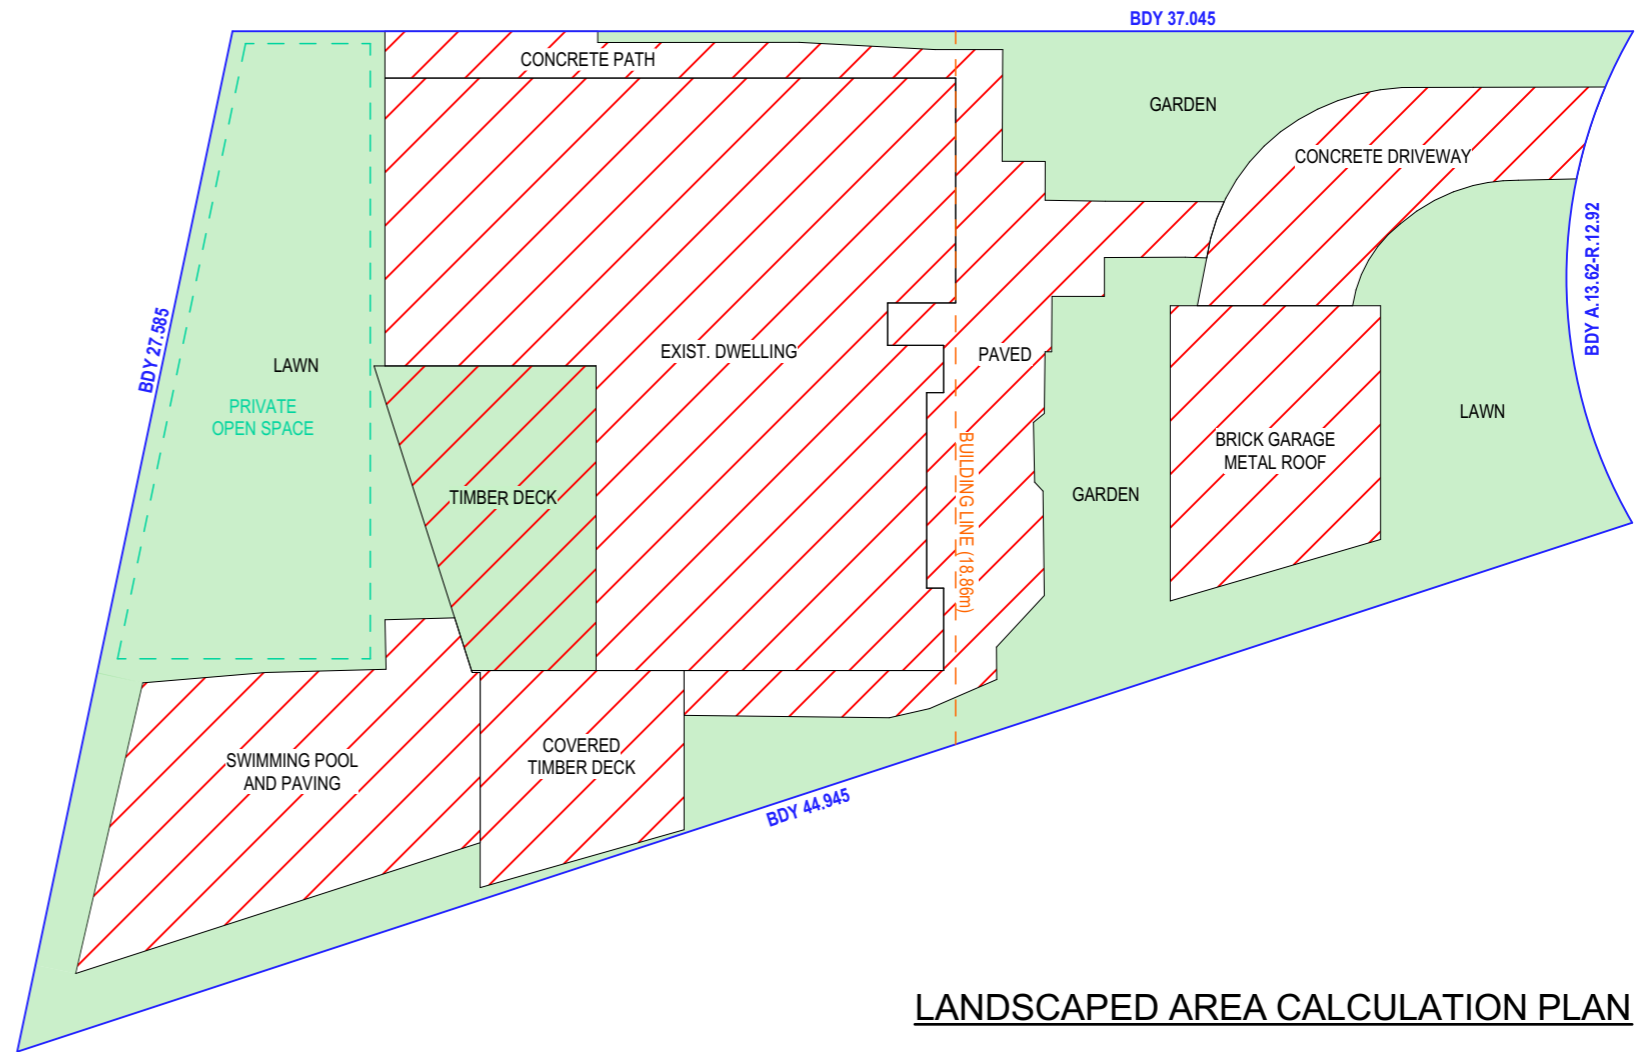 BDY 37.045
CONCRETE PATH
GARDEN
CONCRETE DRIVEWAY
BDY A.13.62-R.12.92
BDY 27.585
LAWN
EXIST. DWELLING
PAVED
PRIVATE
OPEN SPACE
LAWN
BRICK GARAGE
METAL ROOF
BUILDING LINE (18.86m)
TIMBER DECK
GARDEN
SWIMMING POOL
AND PAVING
COVERED
TIMBER DECK
BDY 44.945
LANDSCAPED AREA CALCULATION PLAN